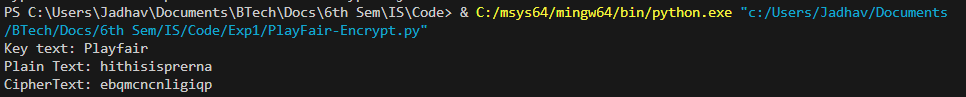 PS C:\Users\Jadhav\Documents\BTech\Docs\6th Sem\IS\Code> & C:/msys64/mingw64/bin/python.exe "c:/Users/Jadhav/Documents
/BTech/Docs/6th Sem/IS/Code/Exp1/PlayFair-Encrypt.py"
Key text: Playfair
Plain Text: hithisisprerna
CipherText: ebqmcncnligiqp